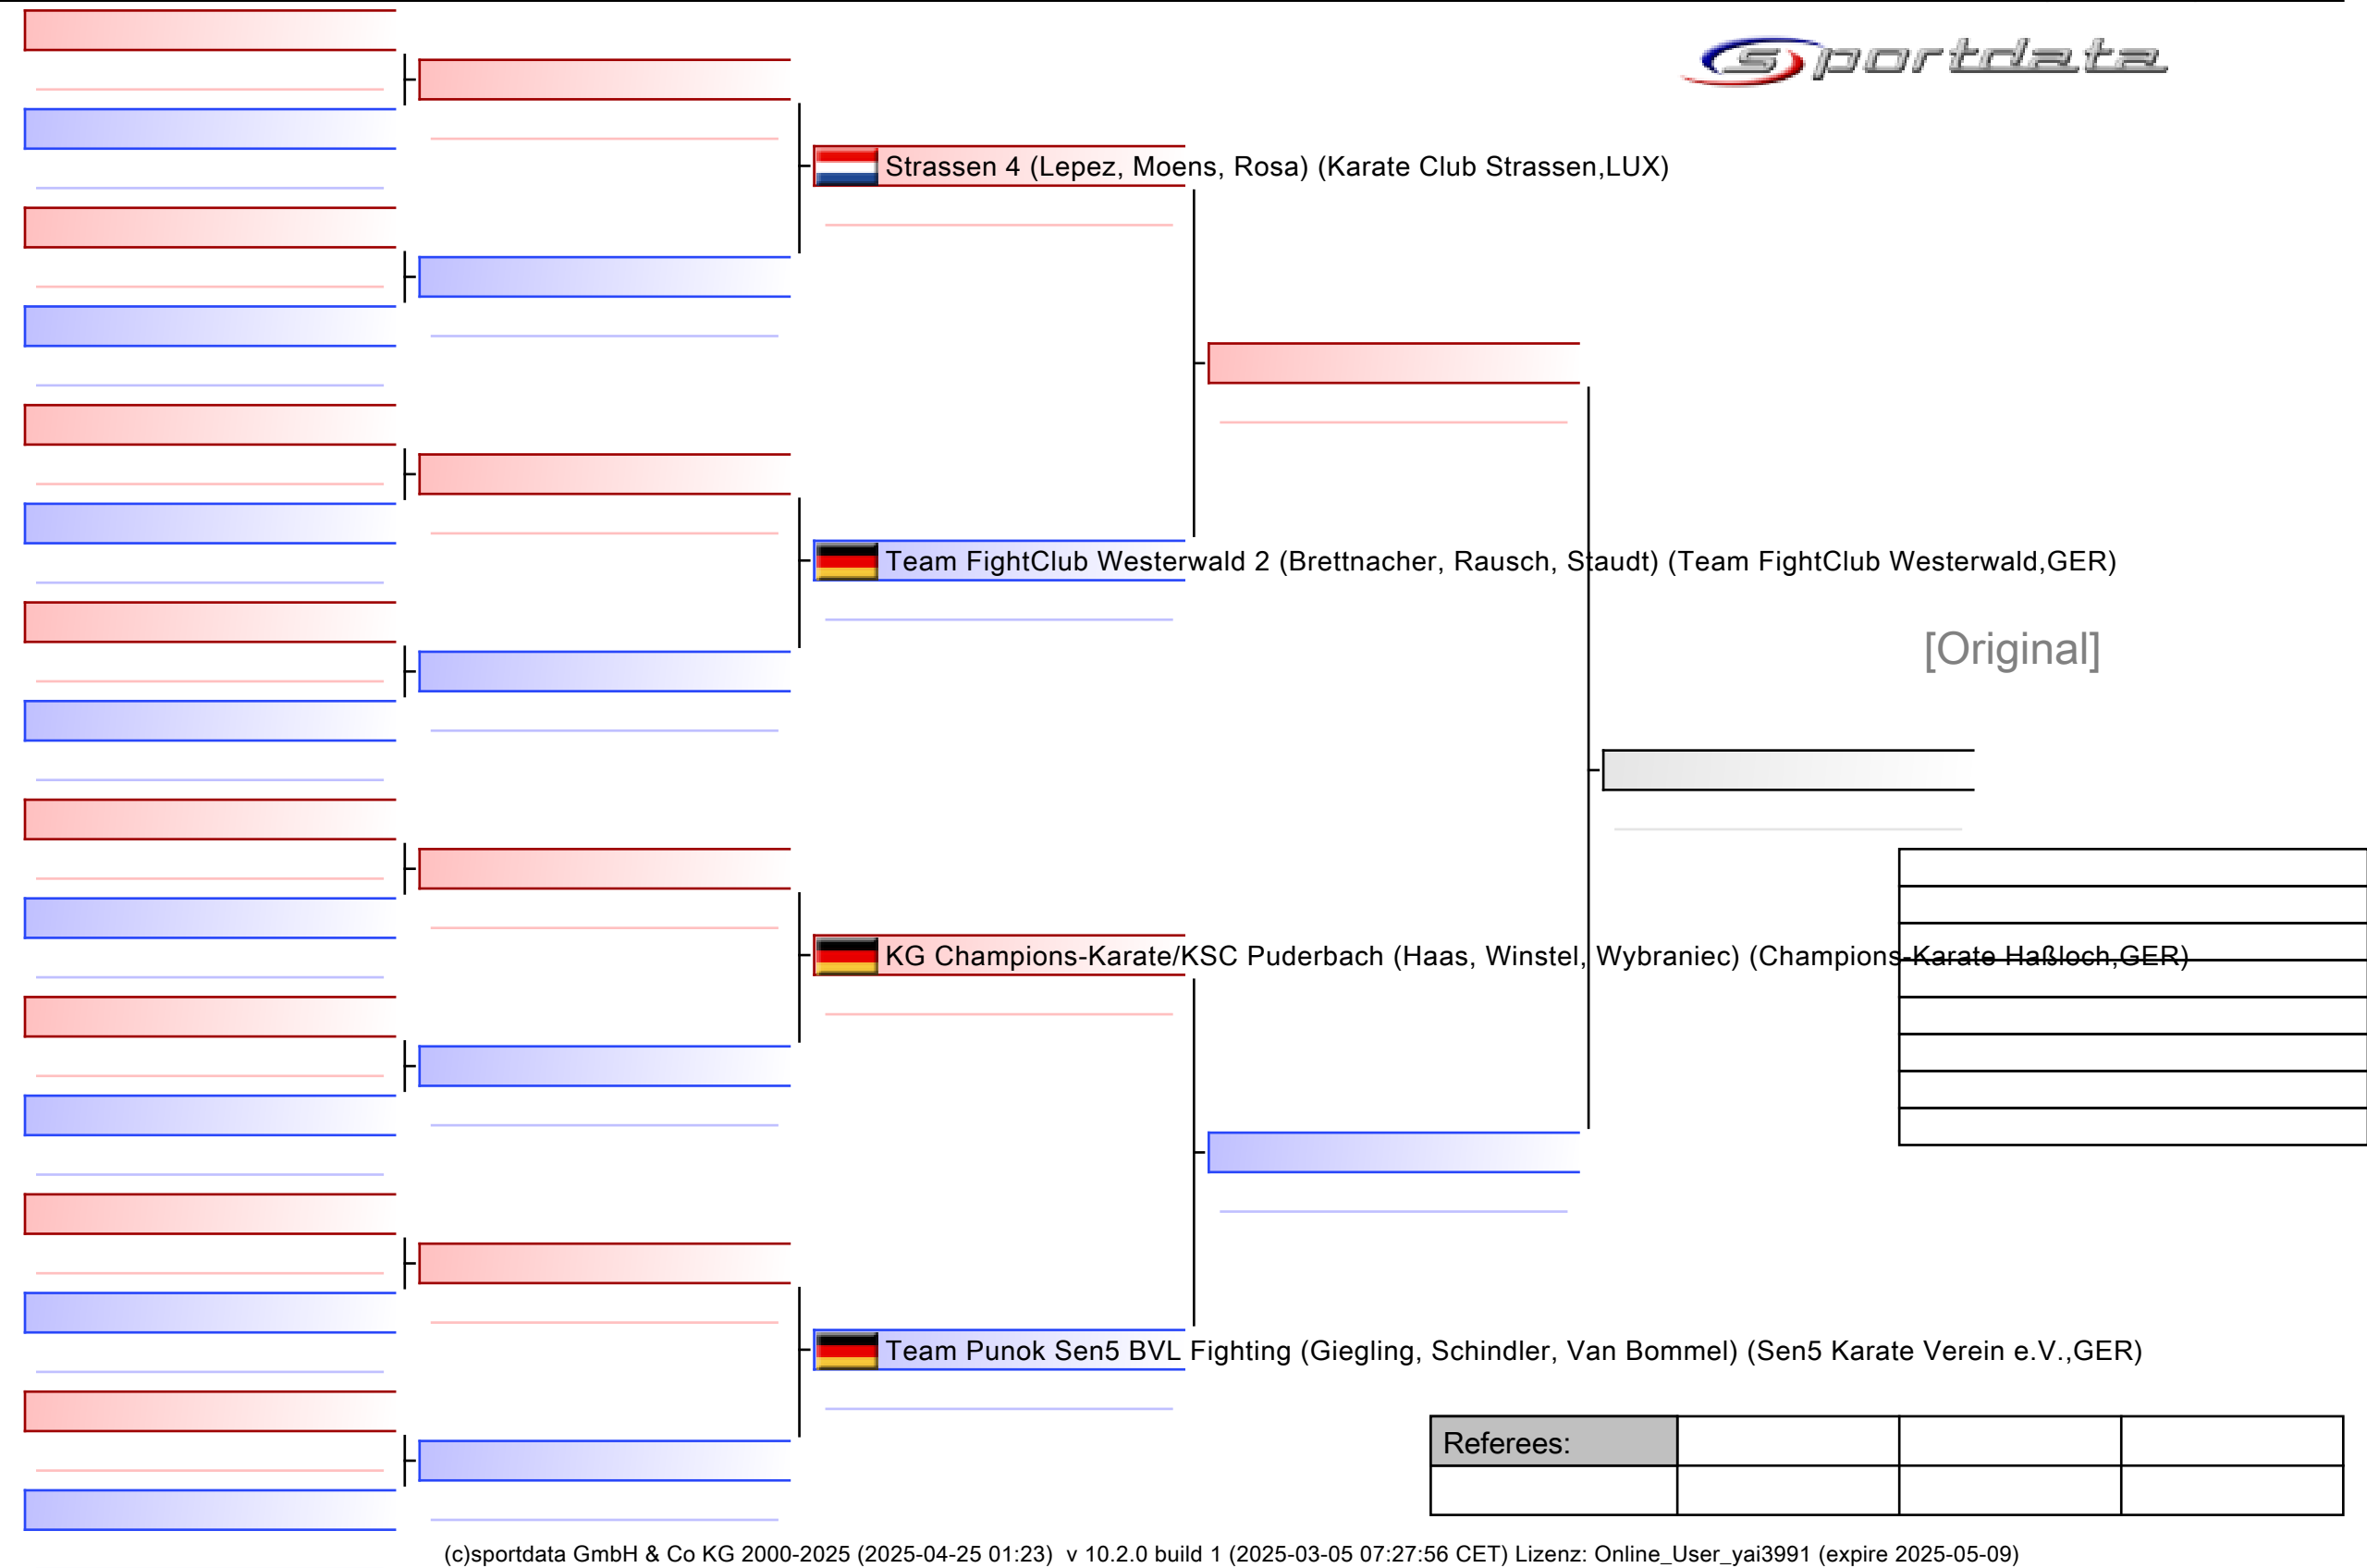 sportdata
Strassen 4 (Lepez, Moens, Rosa) (Karate Club Strassen,LUX)
Team FightClub Westerwald 2 (Brettnacher, Rausch, Staudt) (Team FightClub Westerwald,GER)
[Original]
KG Champions-Karate/KSC Puderbach (Haas, Winstel, Wybraniec) (Champions-Karate Haßloch,GER)
Team Punok Sen5 BVL Fighting (Giegling, Schindler, Van Bommel) (Sen5 Karate Verein e.V.,GER)
Referees:
(c)sportdata GmbH & Co KG 2000-2025 (2025-04-25 01:23)  v 10.2.0 build 1 (2025-03-05 07:27:56 CET) Lizenz: Online_User_yai3991 (expire 2025-05-09)